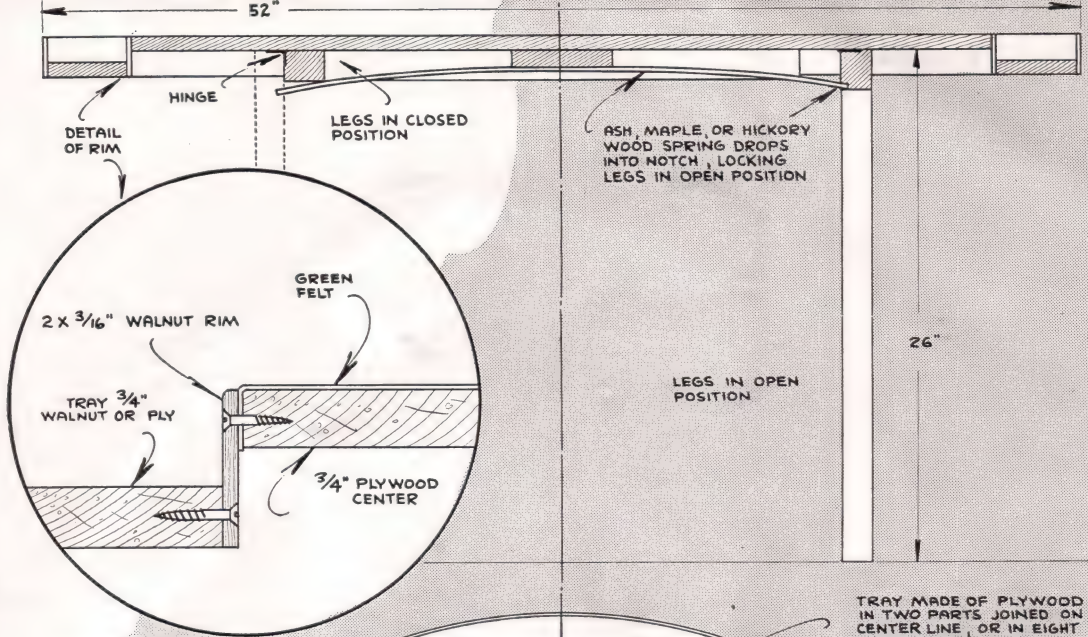 52"
HINGE
LEGS IN CLOSED
POSITION
DETAIL
OF RIM
ASH, MAPLE, OR HICKORY
WOOD SPRING DROPS
INTO NOTCH, LOCKING
LEGS IN OPEN POSITION
GREEN
FELT
2 X 3/16" WALNUT RIM
TRAY 3/4"
WALNUT OR PLY
3/4" PLYWOOD
CENTER
26"
LEGS IN OPEN
POSITION
TRAY MADE OF PLYWOOD
IN TWO PARTS JOINED ON
CENTER LINE, OR IN EIGHT